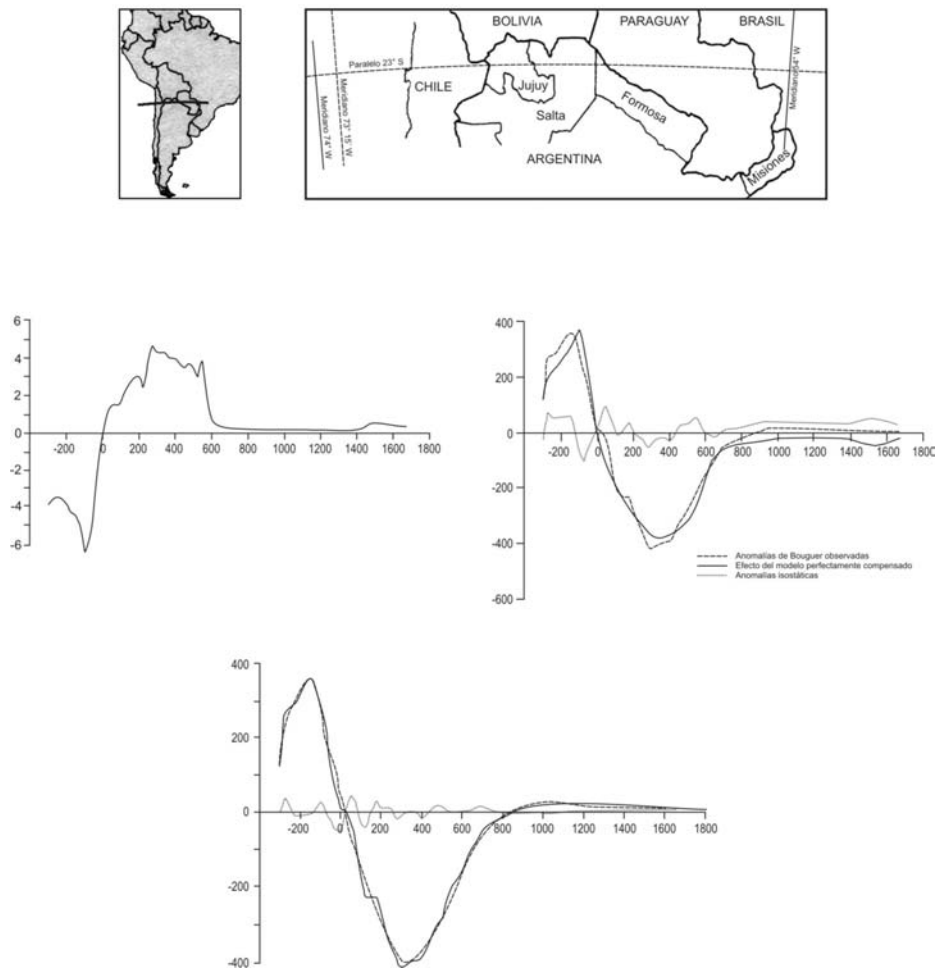 BOLIVIA PARAGUAY BRASIL
Paralelo 23° S
CHILE
Jujuy
Formosa
Salta
ARGENTINA
Misiones
Meridiano 74° W
Meridiano 73° 15' W
Meridiano 54° W
6
4
2
0
-2
-4
-6
-200 0 200 400 600 800 1000 1200 1400 1600 1800
400
200
0
-200
-400
-600
-200 0 200 400 600 800 1000 1200 1400 1600 1800
Anomalías de Bouguer observadas
Efecto del modelo perfectamente compensado
Anomalías isostáticas
400
200
0
-200
-400
-200 0 200 400 600 800 1000 1200 1400 1600 1800